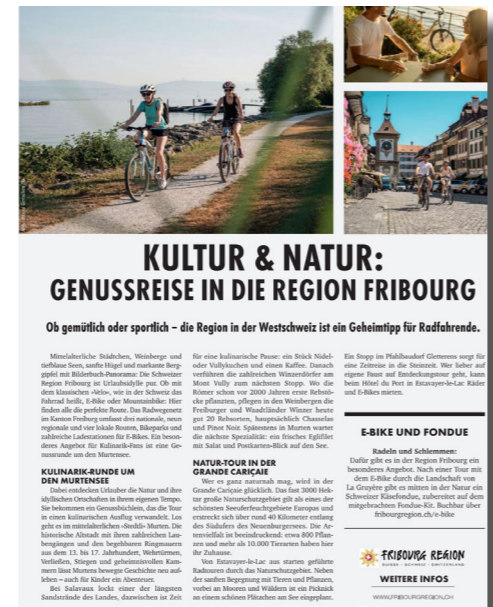 KULTUR & NATUR:
GENUSSREISE IN DIE REGION FRIBOURG
Ob gemütlich oder sportlich – die Region in der Westschweiz ist ein Geheimtipp für Radfahrende.
Mittelalterliche Städtchen, Weinberge und
tiefblaue Seen, sanfte Hügel und markante Berg-
gipfel mit Bilderbuch-Panorama: Die Schweizer
Region Fribourg ist Urlaubsidylle pur. Ob mit
dem klassischen «Velo», wie in der Schweiz das
Fahrrad heißt, E-Bike oder Mountainbike: Hier
finden alle die perfekte Route. Das Radwegenetz
im Kanton Freiburg umfasst drei nationale, neun
regionale und vier lokale Routen, Bikeparks und
zahlreiche Ladestationen für E-Bikes. Ein beson-
deres Angebot für Kulinarik-Fans ist eine Ge-
nussrunde um den Murtensee.
KULINARIK-RUNDE UM
DEN MURTENSEE
Dabei entdecken Urlauber die Natur und ihre
idyllischen Ortschaften in ihrem eigenen Tempo.
Sie bekommen ein Genussbüchlein, das die Tour
in einen kulinarischen Ausflug verwandelt. Los
geht es im mittelalterlichen «Stedtli» Murten. Die
historische Altstadt mit ihren zahlreichen Lau-
bengängen und den begehbaren Ringmauern
aus dem 13. bis 17. Jahrhundert, Wehrtürmen,
Verließen, Stiegen und geheimnisvollen Kam-
mern lässt Murtens bewegte Geschichte neu auf-
leben – auch für Kinder ein Abenteuer.
Bei Salavaux lockt einer der längsten
Sandstrände des Landes, dazwischen ist Zeit
für eine kulinarische Pause: ein Stück Nidel-
oder Vullykuchen und einen Kaffee. Danach
verführen die zahlreichen Winzerdörfer am
Mont Vully zum nächsten Stopp. Wo die
Römer schon vor 2000 Jahren erste Rebstö-
cke pflanzten, pflegen in den Weinbergen die
Freiburger und Waadtländer Winzer heute
gut 20 Rebsorten, hauptsächlich Chasselas
und Pinot Noir. Spätestens in Murten wartet
die nächste Spezialität: ein frisches Eglifilet
mit Salat und Postkarten-Blick auf den See.
NATUR-TOUR IN DER
GRANDE CARIÇAIE
Wer es ganz naturnah mag, wird in der
Grande Cariçaie glücklich. Das fast 3000 Hek-
tar große Naturschutzgebiet gilt als eines der
schönsten Seeuferfeuchtgebiete Europas und
erstreckt sich über rund 40 Kilometer entlang
des Südufers des Neuenburgersees. Die Ar-
tenvielfalt ist beeindruckend: etwa 800 Pflan-
zen und mehr als 10.000 Tierarten haben hier
ihr Zuhause.
Von Estavayer-le-Lac aus starten geführte
Radtouren durch das Naturschutzgebiet. Neben
der sanften Begegnung mit Tieren und Pflanzen,
vorbei an Mooren und Wäldern ist ein Picknick
an einem schönen Plätzchen am See eingeplant.
Ein Stopp im Pfahlbaudorf Gletterens sorgt für
eine Zeitreise in die Steinzeit. Wer lieber auf
eigene Faust auf Entdeckungstour geht, kann
beim Hôtel du Port in Estavayer-le-Lac Räder
und E-Bikes mieten.
E-BIKE UND FONDUE
Radeln und Schlemmen:
Dafür gibt es in der Region Fribourg ein
besonderes Angebot. Nach einer Tour mit
dem E-Bike durch die Landschaft von
La Gruyère gibt es mitten in der Natur ein
Schweizer Käsefondue, zubereitet auf dem
mitgebrachten Fondue-Kit. Buchbar über
fribourgregion.ch/e-bike
FRIBOURG REGION
SUISSE - SCHWEIZ - SWITZERLAND
WEITERE INFOS
WWW.FRIBOURGREGION.CH